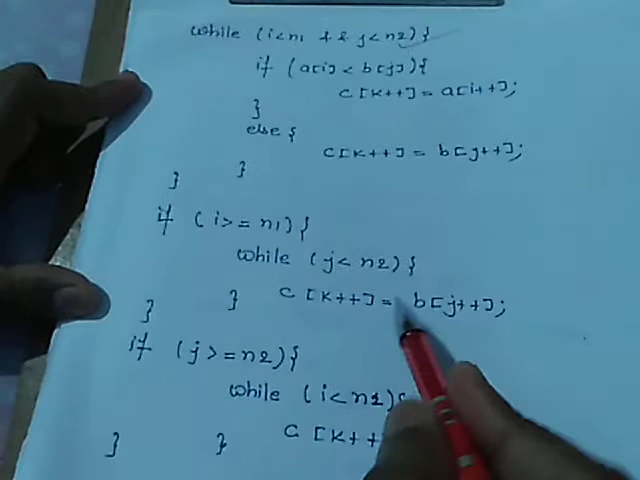 while (i<n1 && j<n2){
if (a[i]<b[j]){
c[k++]=a[i++];
}
else{
c[k++]=b[j++];
} }
if (i>=n1){
while (j<n2){
} } c[k++]=b[j++];
if (j>=n2){
while (i<n1){
} } c[k++